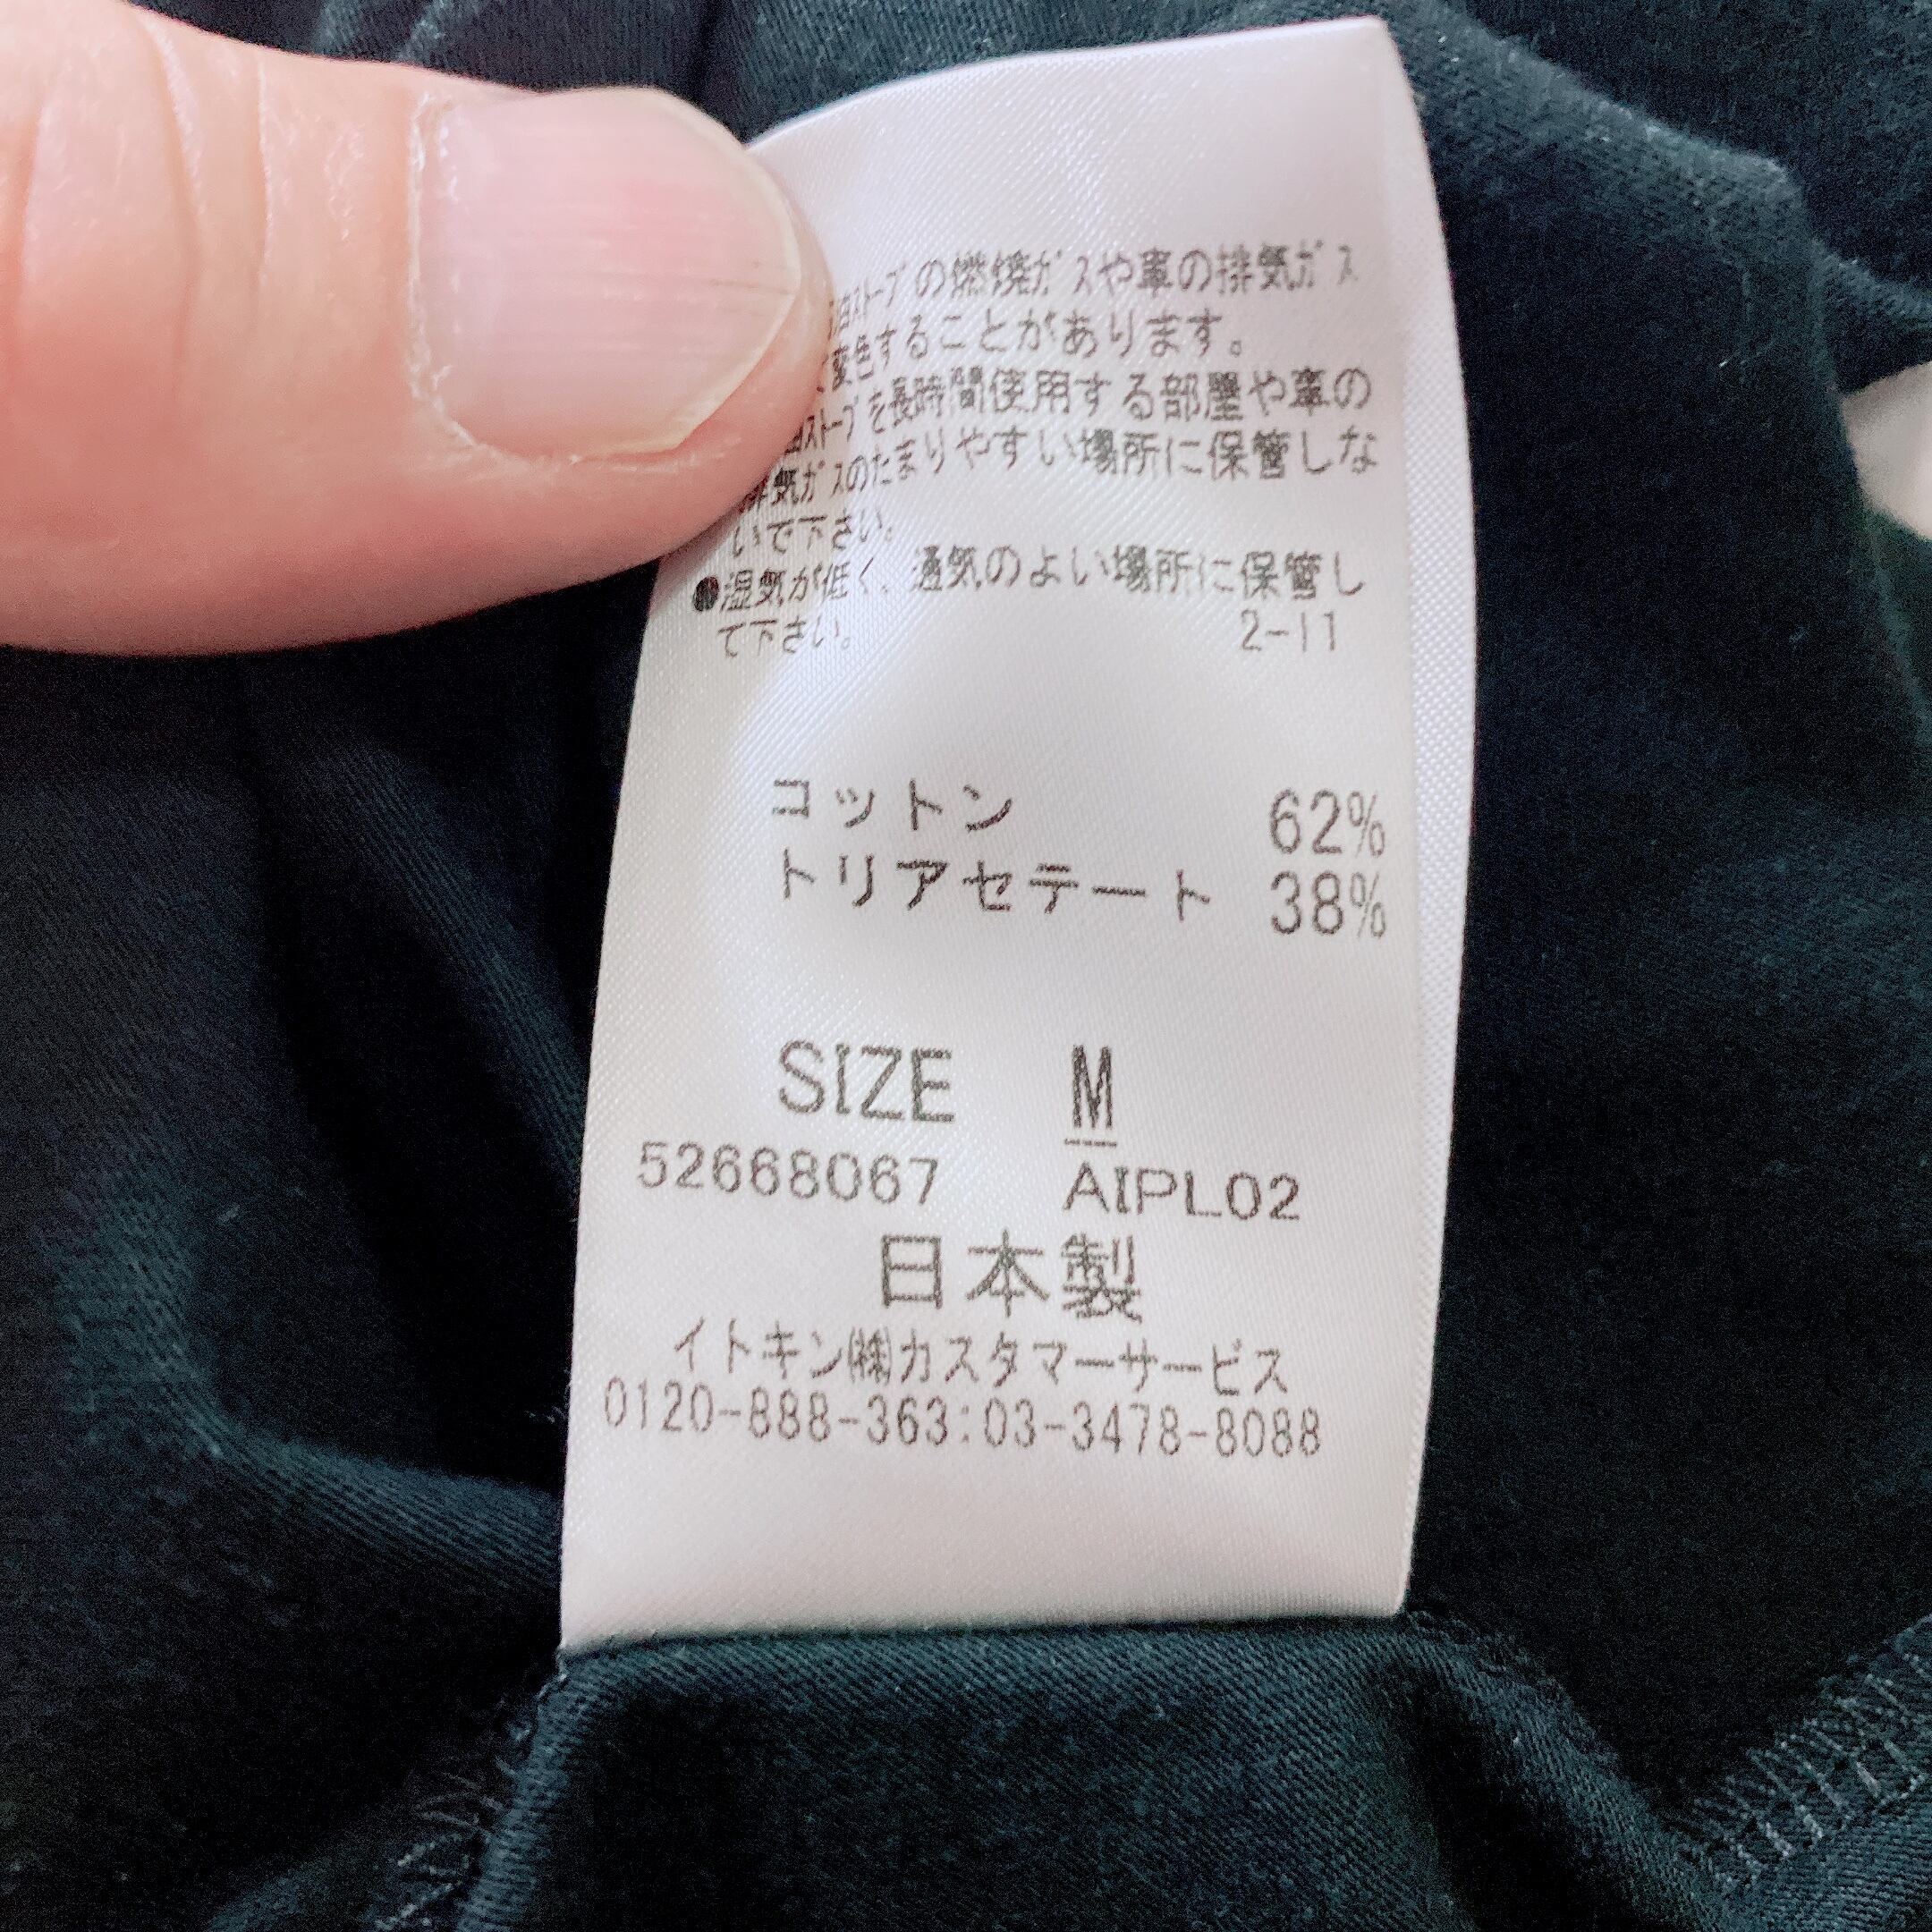 ｽﾄｰﾌﾞの燃焼ｶﾞｽや車の排気ｶﾞｽ
変色することがあります。
ｽﾄｰﾌﾞを長時間使用する部屋や車の
排気ｶﾞｽのたまりやすい場所に保管しな
いで下さい。
●湿気が低く、通気のよい場所に保管し
て下さい。 2-11
コットン 62%
トリアセテート 38%
SIZE M
52668067 AIPL02
日本製
イトキン㈱カスタマーサービス
0120-888-363:03-3478-8088